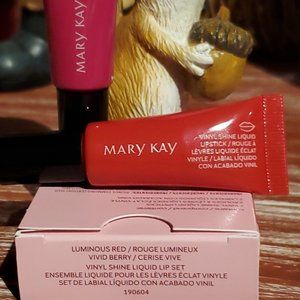 MARY KAY
MARY KAY
VINYL SHINE LIQUID
LIPSTICK / ROUGE À
LÈVRES LIQUIDE ÉCLAT
VINYLE / LABIAL LÍQUIDO
CON ACABADO VINIL
LUMINOUS RED / ROUGE LUMINEUX
VIVID BERRY / CERISE VIVE
VINYL SHINE LIQUID LIP SET
ENSEMBLE LIQUIDE POUR LES LÈVRES ÉCLAT VINYLE
SET DE LABIAL LÍQUIDO CON ACABADO VINIL
190604